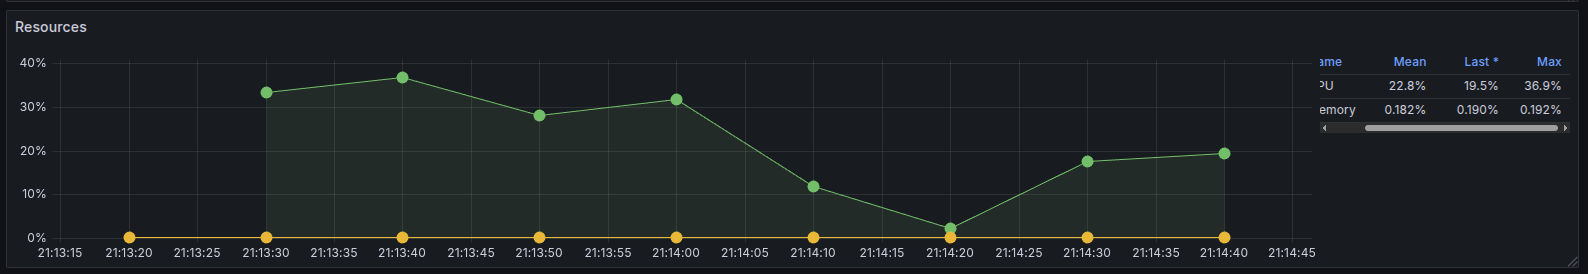 Resources
40%
30%
20%
10%
0%
21:13:15 21:13:20 21:13:25 21:13:30 21:13:35 21:13:40 21:13:45 21:13:50 21:13:55 21:14:00 21:14:05 21:14:10 21:14:15 21:14:20 21:14:25 21:14:30 21:14:35 21:14:40 21:14:45
ame Mean Last * Max
PU 22.8% 19.5% 36.9%
emory 0.182% 0.190% 0.192%